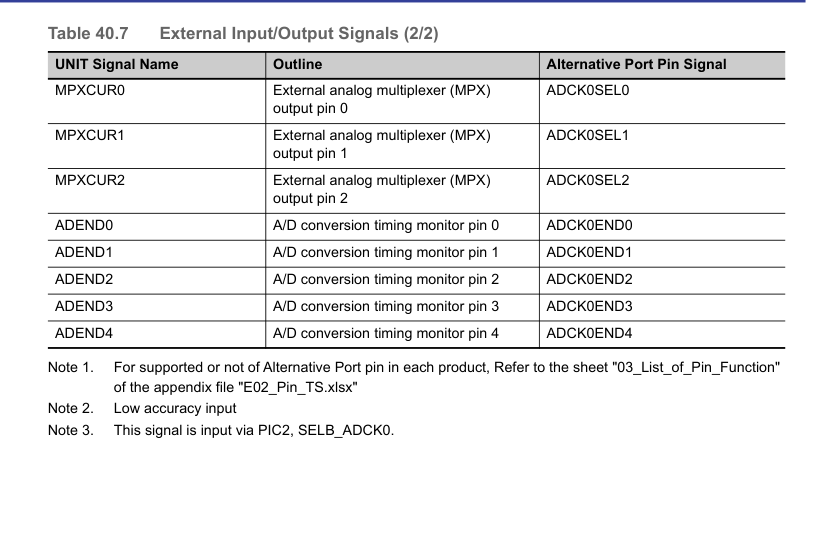 Table 40.7 External Input/Output Signals (2/2)
UNIT Signal Name Outline Alternative Port Pin Signal
MPXCUR0 External analog multiplexer (MPX) ADCK0SEL0
output pin 0
MPXCUR1 External analog multiplexer (MPX) ADCK0SEL1
output pin 1
MPXCUR2 External analog multiplexer (MPX) ADCK0SEL2
output pin 2
ADEND0 A/D conversion timing monitor pin 0 ADCK0END0
ADEND1 A/D conversion timing monitor pin 1 ADCK0END1
ADEND2 A/D conversion timing monitor pin 2 ADCK0END2
ADEND3 A/D conversion timing monitor pin 3 ADCK0END3
ADEND4 A/D conversion timing monitor pin 4 ADCK0END4
Note 1. For supported or not of Alternative Port pin in each product, Refer to the sheet "03_List_of_Pin_Function"
of the appendix file "E02_Pin_TS.xlsx"
Note 2. Low accuracy input
Note 3. This signal is input via PIC2, SELB_ADCK0.